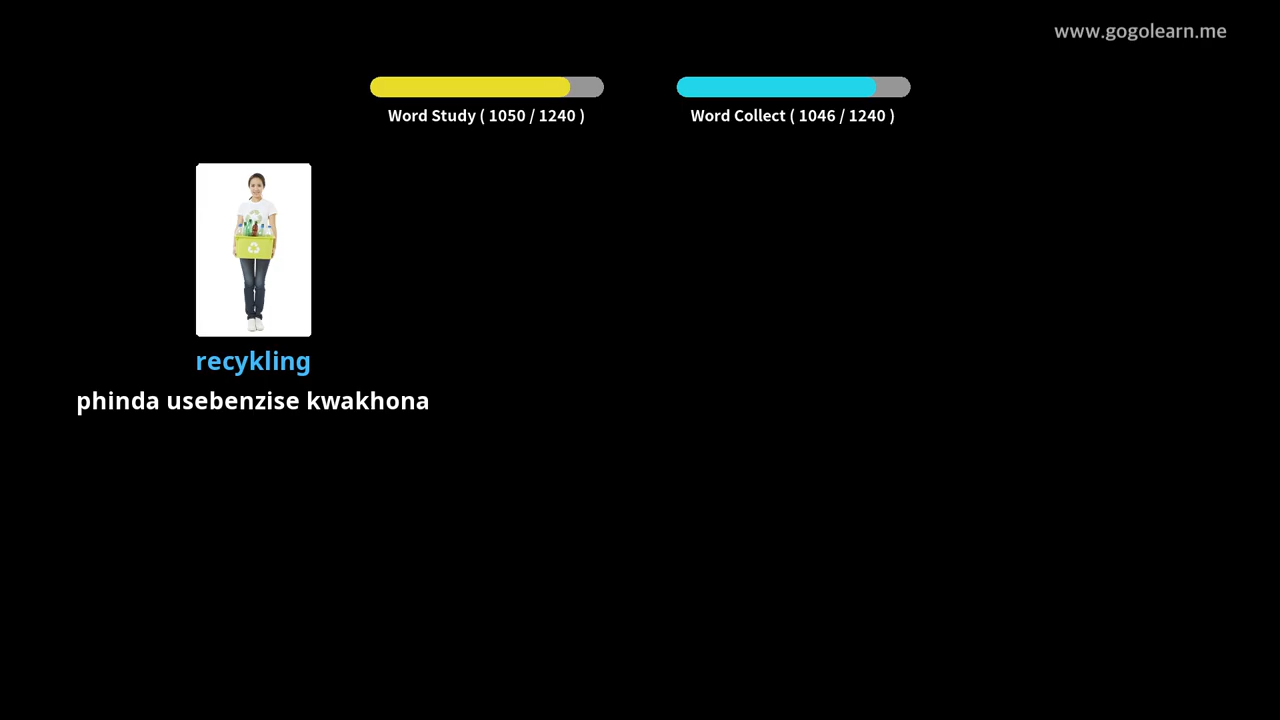 www.gogolearn.me
Word Study ( 1050 / 1240 )
Word Collect ( 1046 / 1240 )
recykling
phinda usebenzise kwakhona